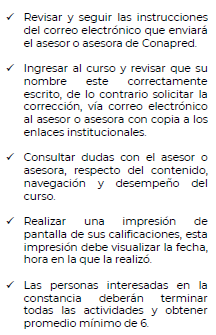 ✓ Revisar y seguir las instrucciones
del correo electrónico que enviará
el asesor o asesora de Conapred.
✓ Ingresar al curso y revisar que su
nombre este correctamente
escrito, de lo contrario solicitar la
corrección, vía correo electrónico
al asesor o asesora con copia a los
enlaces institucionales.
✓ Consultar dudas con el asesor o
asesora, respecto del contenido,
navegación y desempeño del
curso.
✓ Realizar una impresión de
pantalla de sus calificaciones, esta
impresión debe visualizar la fecha,
hora en la que la realizó.
✓ Las personas interesadas en la
constancia deberán terminar
todas las actividades y obtener
promedio mínimo de 6.